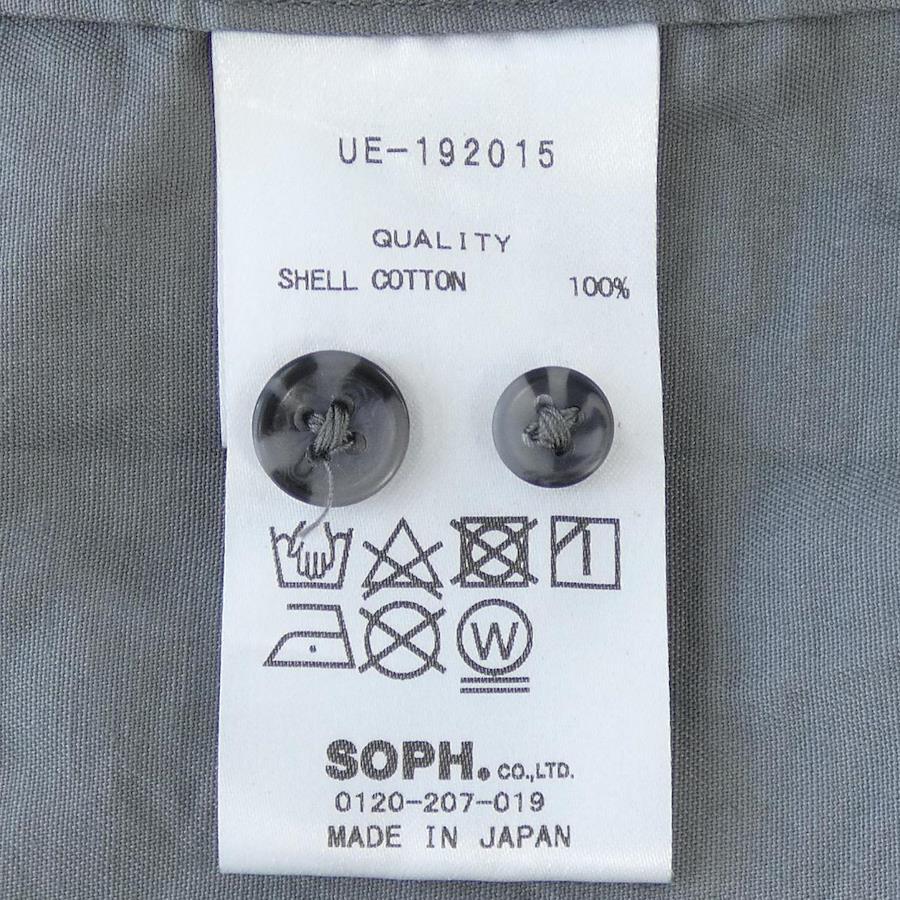 UE-192015
QUALITY
SHELL COTTON 100%
W
SOPH. CO.,LTD.
0120-207-019
MADE IN JAPAN